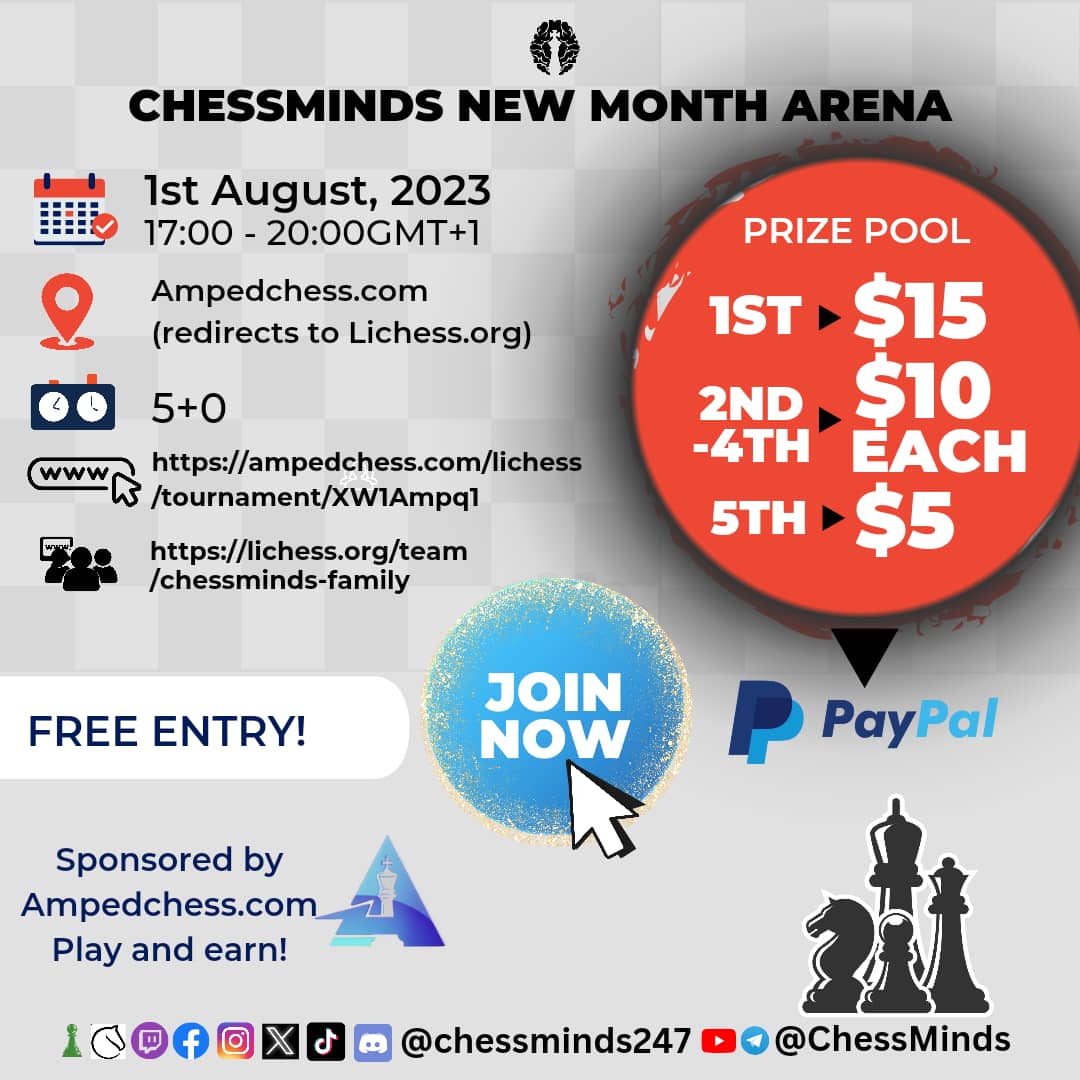 CHESSMINDS NEW MONTH ARENA
1st August, 2023
17:00 - 20:00GMT+1
Ampedchess.com
(redirects to Lichess.org)
5+0
www
https://ampedchess.com/lichess
/tournament/XW1Ampq1
www.
https://lichess.org/team
/chessminds-family
PRIZE POOL
1ST $15
2ND
-4TH
$10
EACH
5TH $5
PayPal
JOIN
NOW
FREE ENTRY!
Sponsored by
Ampedchess.com
Play and earn!
@chessminds247 @ChessMinds